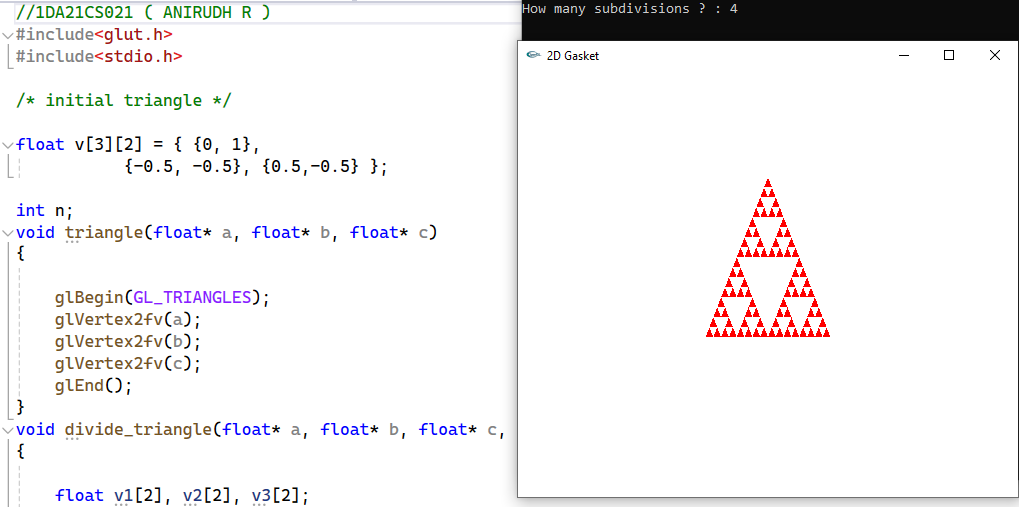 //1DA21CS021 ( ANIRUDH R )
#include<glut.h>
#include<stdio.h>
/* initial triangle */
float v[3][2] = { {0, 1},
{-0.5, -0.5}, {0.5,-0.5} };
int n;
void triangle(float* a, float* b, float* c)
{
glBegin(GL_TRIANGLES);
glVertex2fv(a);
glVertex2fv(b);
glVertex2fv(c);
glEnd();
}
void divide_triangle(float* a, float* b, float* c,
{
float v1[2], v2[2], v3[2];
How many subdivisions ? : 4
2D Gasket